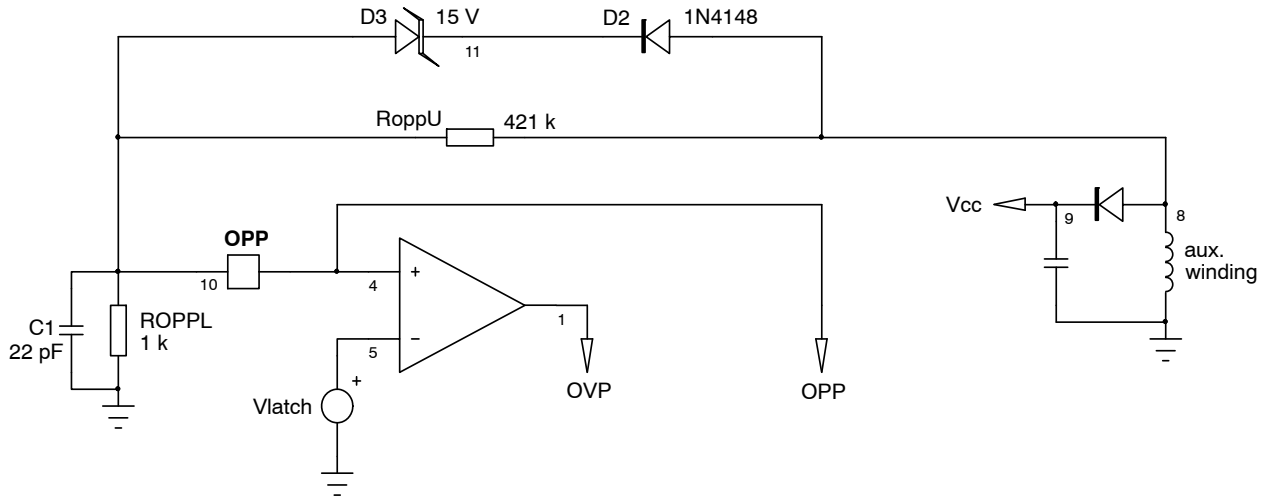 D3 15 V
D2 1N4148
11
RoppU 421 k
Vcc
9
8
aux.
winding
OPP
10
4
+
C1
22 pF
ROPPL
1 k
1
5
−
+
Vlatch
OVP
OPP